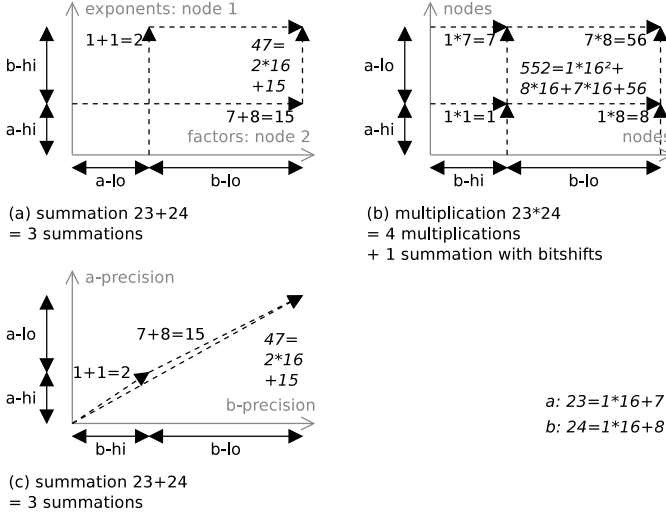 exponents: node 1
1+1=2
47=
2*16
+15
b-hi
a-hi
7+8=15
factors: node 2
a-lo
b-lo
(a) summation 23+24
= 3 summations
nodes
1*7=7
7*8=56
552=1*16²+
8*16+7*16+56
a-lo
a-hi
1*1=1
1*8=8
nodes
b-hi
b-lo
(b) multiplication 23*24
= 4 multiplications
+ 1 summation with bitshifts
a-precision
7+8=15
47=
2*16
+15
a-lo
1+1=2
a-hi
b-precision
b-hi
b-lo
(c) summation 23+24
= 3 summations
a: 23=1*16+7
b: 24=1*16+8